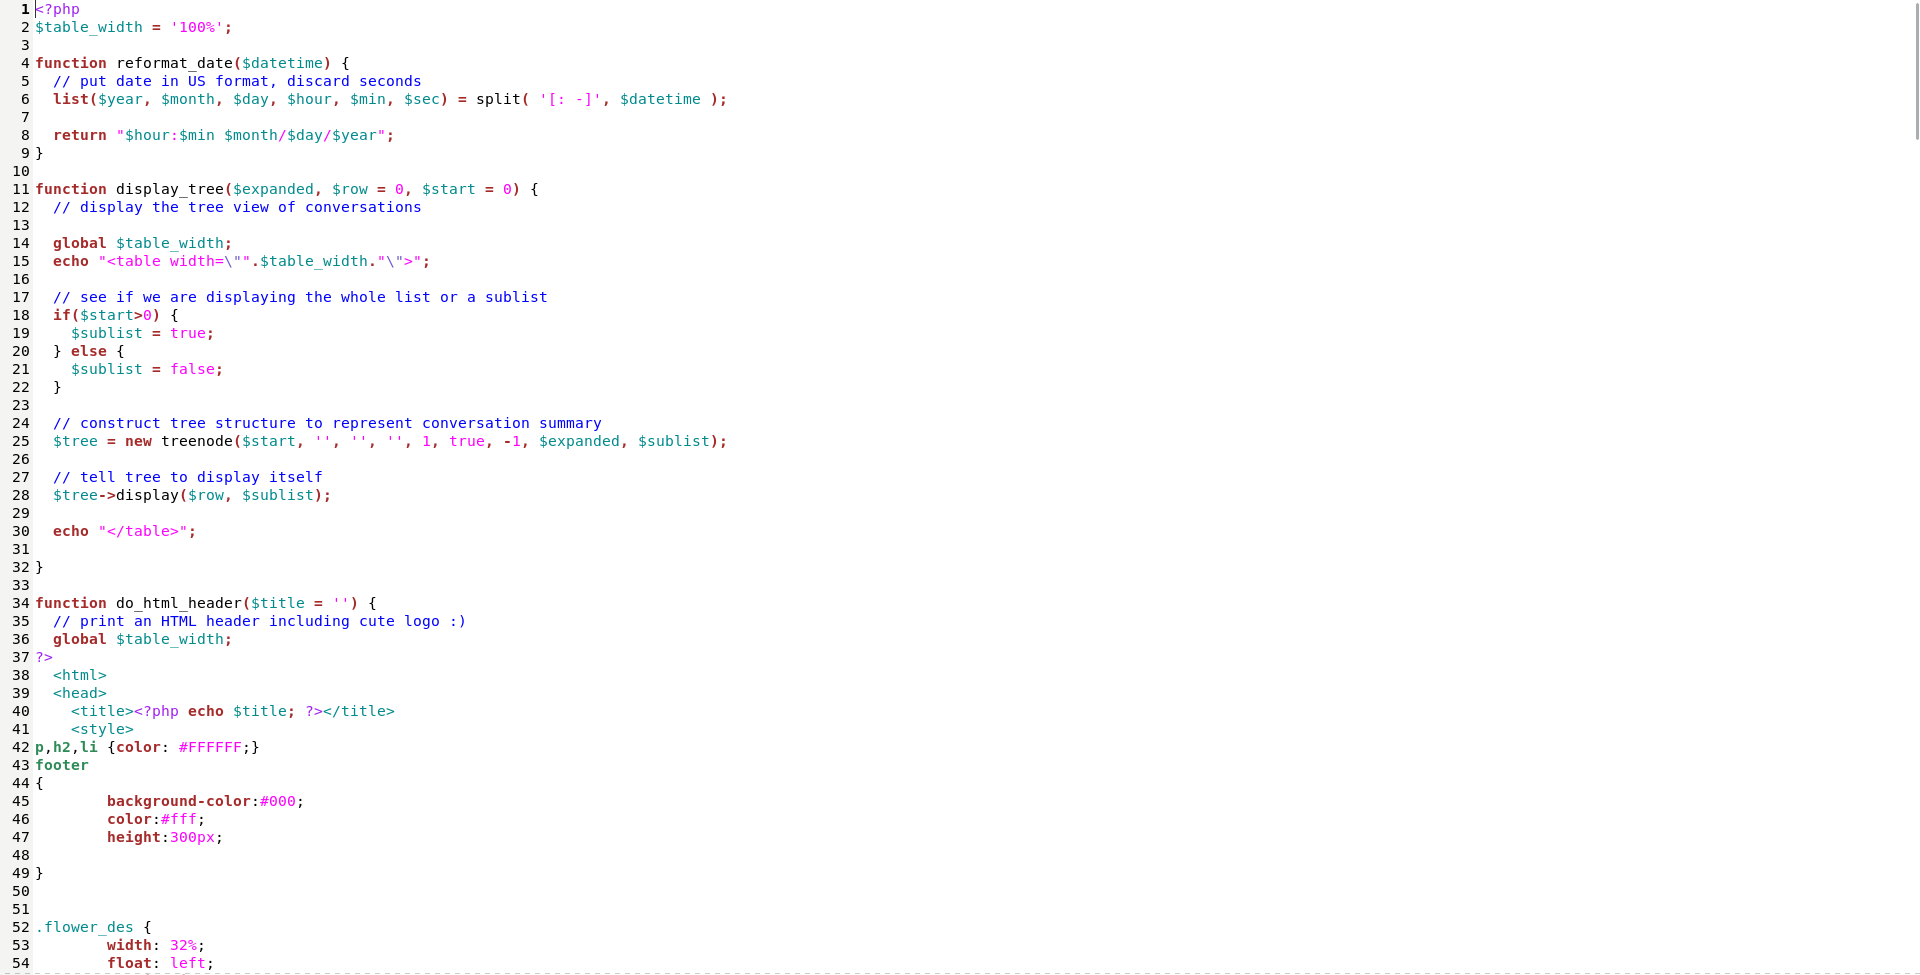 1 <?php
2 $table_width = '100%';
3
4 function reformat_date($datetime) {
5   // put date in US format, discard seconds
6   list($year, $month, $day, $hour, $min, $sec) = split( '[: -]', $datetime );
7
8   return "$hour:$min $month/$day/$year";
9 }
10
11 function display_tree($expanded, $row = 0, $start = 0) {
12   // display the tree view of conversations
13
14   global $table_width;
15   echo "<table width=\"".$table_width."\">";
16
17   // see if we are displaying the whole list or a sublist
18   if($start>0) {
19     $sublist = true;
20   } else {
21     $sublist = false;
22   }
23
24   // construct tree structure to represent conversation summary
25   $tree = new treenode($start, '', '', '', 1, true, -1, $expanded, $sublist);
26
27   // tell tree to display itself
28   $tree->display($row, $sublist);
29
30   echo "</table>";
31
32 }
33
34 function do_html_header($title = '') {
35   // print an HTML header including cute logo :)
36   global $table_width;
37 ?>
38   <html>
39   <head>
40     <title><?php echo $title; ?></title>
41     <style>
42 p,h2,li {color: #FFFFFF;}
43 footer
44 {
45         background-color:#000;
46         color:#fff;
47         height:300px;
48
49 }
50
51
52 .flower_des {
53         width: 32%;
54         float: left;